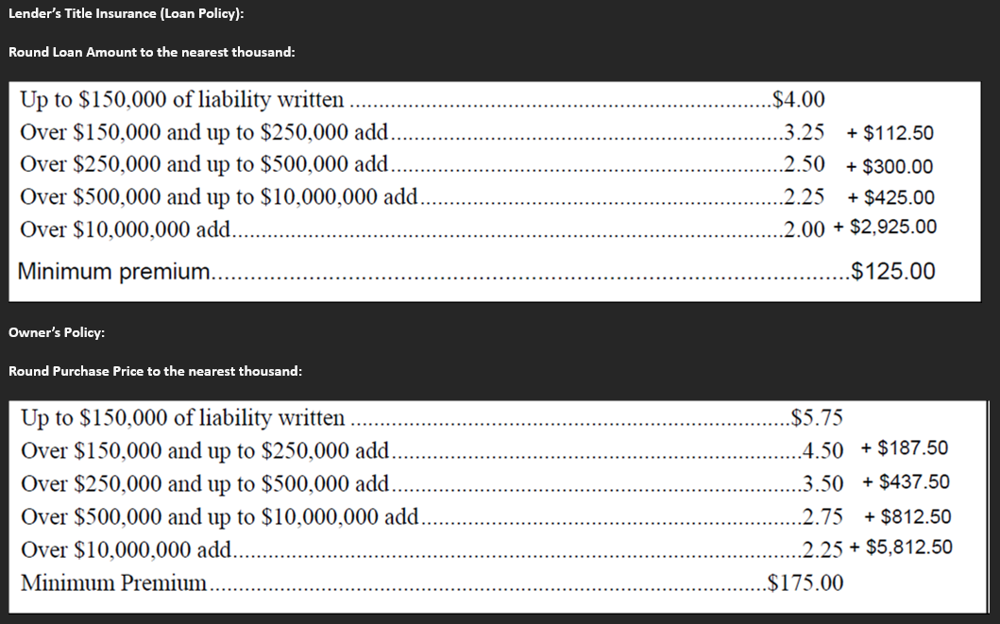 Lender’s Title Insurance (Loan Policy):
Round Loan Amount to the nearest thousand:
Up to $150,000 of liability written ..................................................................$4.00
Over $150,000 and up to $250,000 add..............................................................3.25 + $112.50
Over $250,000 and up to $500,000 add..............................................................2.50 + $300.00
Over $500,000 and up to $10,000,000 add.........................................................2.25 + $425.00
Over $10,000,000 add.......................................................................................2.00 + $2,925.00
Minimum premium.................................................................................................$125.00
Owner’s Policy:
Round Purchase Price to the nearest thousand:
Up to $150,000 of liability written .....................................................................$5.75
Over $150,000 and up to $250,000 add................................................................4.50 + $187.50
Over $250,000 and up to $500,000 add................................................................3.50 + $437.50
Over $500,000 and up to $10,000,000 add...........................................................2.75 + $812.50
Over $10,000,000 add.........................................................................................2.25 + $5,812.50
Minimum Premium.........................................................................................$175.00